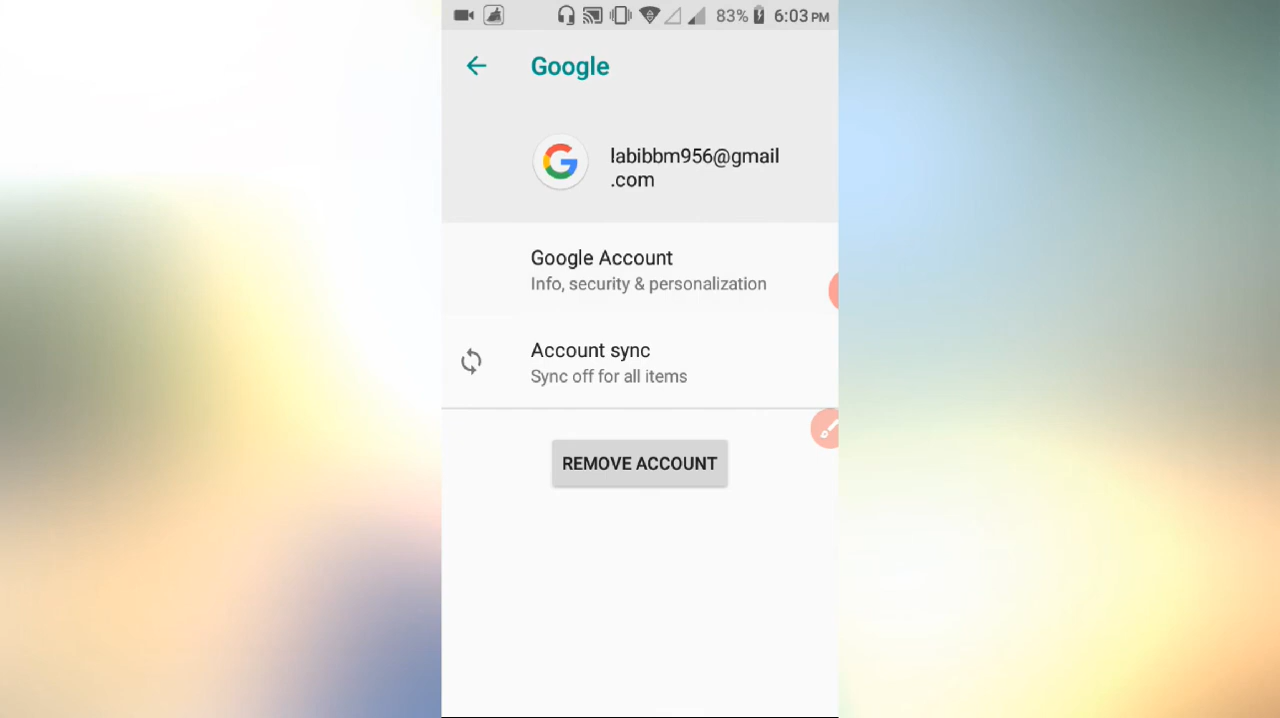 83% 6:03 PM
Google
labibbm956@gmail
.com
Google Account
Info, security & personalization
Account sync
Sync off for all items
REMOVE ACCOUNT